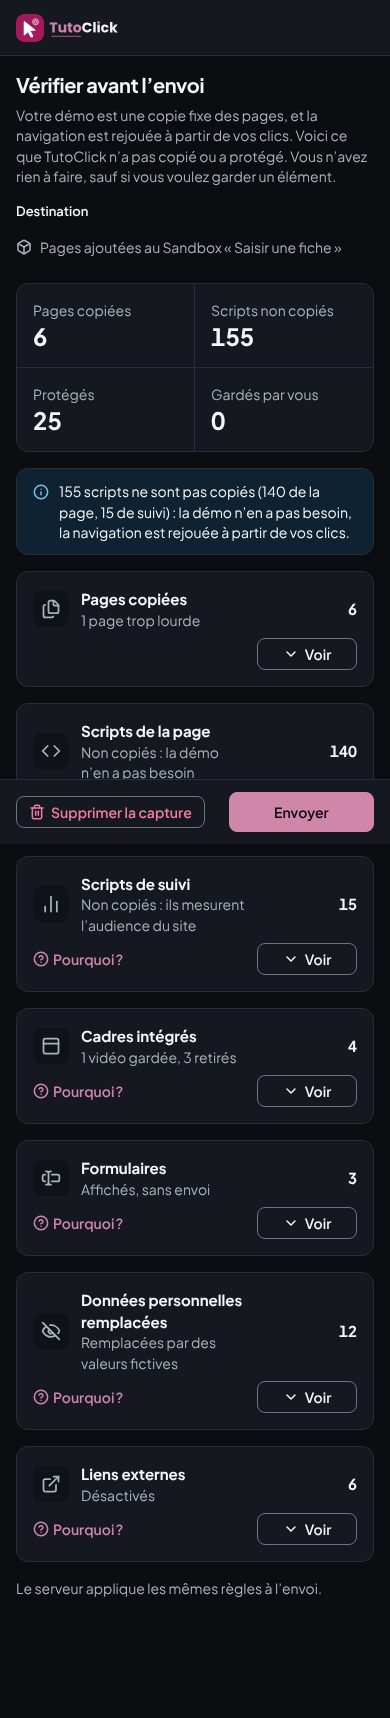 TutoClick
Vérifier avant l’envoi
Votre démo est une copie fixe des pages, et la
navigation est rejouée à partir de vos clics. Voici ce
que TutoClick n’a pas copié ou a protégé. Vous n’avez
rien à faire, sauf si vous voulez garder un élément.
Destination
Pages ajoutées au Sandbox « Saisir une fiche »
Pages copiées
6
Scripts non copiés
155
Protégés
25
Gardés par vous
0
155 scripts ne sont pas copiés (140 de la
page, 15 de suivi) : la démo n’en a pas besoin,
la navigation est rejouée à partir de vos clics.
Pages copiées
1 page trop lourde
6
Voir
Scripts de la page
Non copiés : la démo
n’en a pas besoin
140
Supprimer la capture
Envoyer
Scripts de suivi
Non copiés : ils mesurent
l’audience du site
15
Pourquoi ?
Voir
Cadres intégrés
1 vidéo gardée, 3 retirés
4
Pourquoi ?
Voir
Formulaires
Affichés, sans envoi
3
Pourquoi ?
Voir
Données personnelles
remplacées
Remplacées par des
valeurs fictives
12
Pourquoi ?
Voir
Liens externes
Désactivés
6
Pourquoi ?
Voir
Le serveur applique les mêmes règles à l’envoi.